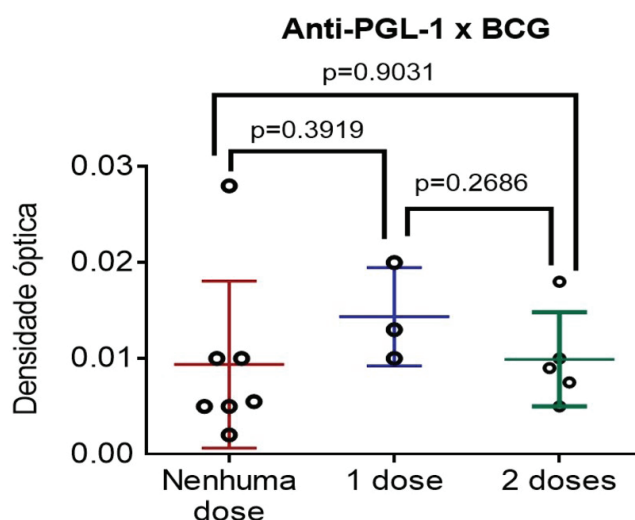 Anti-PGL-1 x BCG
p=0.9031
p=0.3919
p=0.2686
Densidade óptica
0.03
0.02
0.01
0.00
Nenhuma
dose
1 dose
2 doses